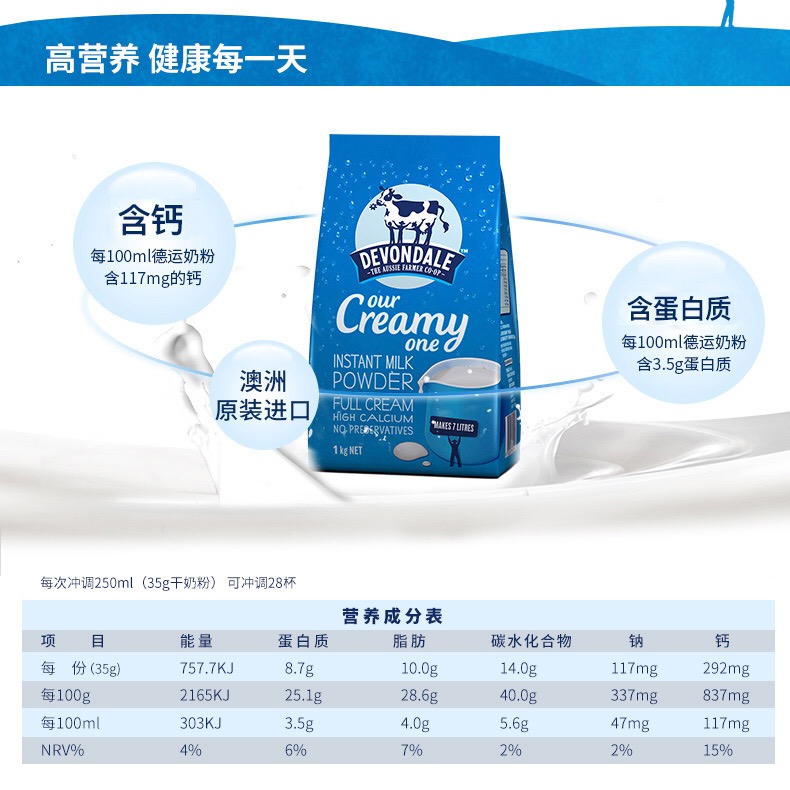 高营养 健康每一天
含钙
每100ml德运奶粉
含117mg的钙
澳洲
原装进口
DEVONDALE™
-THE AUSSIE FARMER CO-OP-
our
Creamy
one
INSTANT MILK
POWDER
FULL CREAM
HIGH CALCIUM
NO PRESERVATIVES
1 kg NET
MAKES 7 LITRES
含蛋白质
每100ml德运奶粉
含3.5g蛋白质
每次冲调250ml（35g干奶粉） 可冲调28杯
营养成分表
项 目 能量 蛋白质 脂肪 碳水化合物 钠 钙
每 份(35g) 757.7KJ 8.7g 10.0g 14.0g 117mg 292mg
每100g 2165KJ 25.1g 28.6g 40.0g 337mg 837mg
每100ml 303KJ 3.5g 4.0g 5.6g 47mg 117mg
NRV% 4% 6% 7% 2% 2% 15%